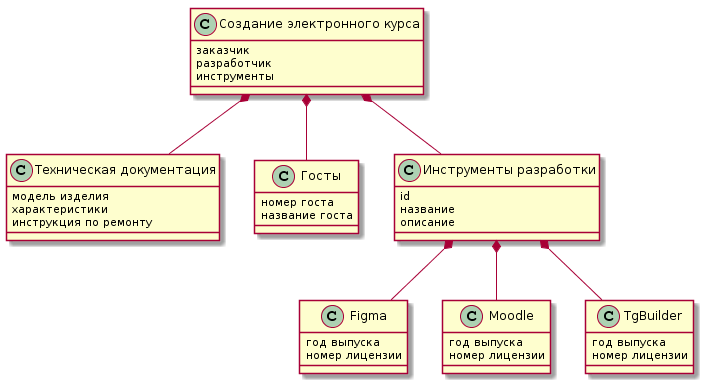 C Создание электронного курса
заказчик
разработчик
инструменты
C Техническая документация
модель изделия
характеристики
инструкция по ремонту
C Госты
номер госта
название госта
C Инструменты разработки
id
название
описание
C Figma
год выпуска
номер лицензии
C Moodle
год выпуска
номер лицензии
C TgBuilder
год выпуска
номер лицензии